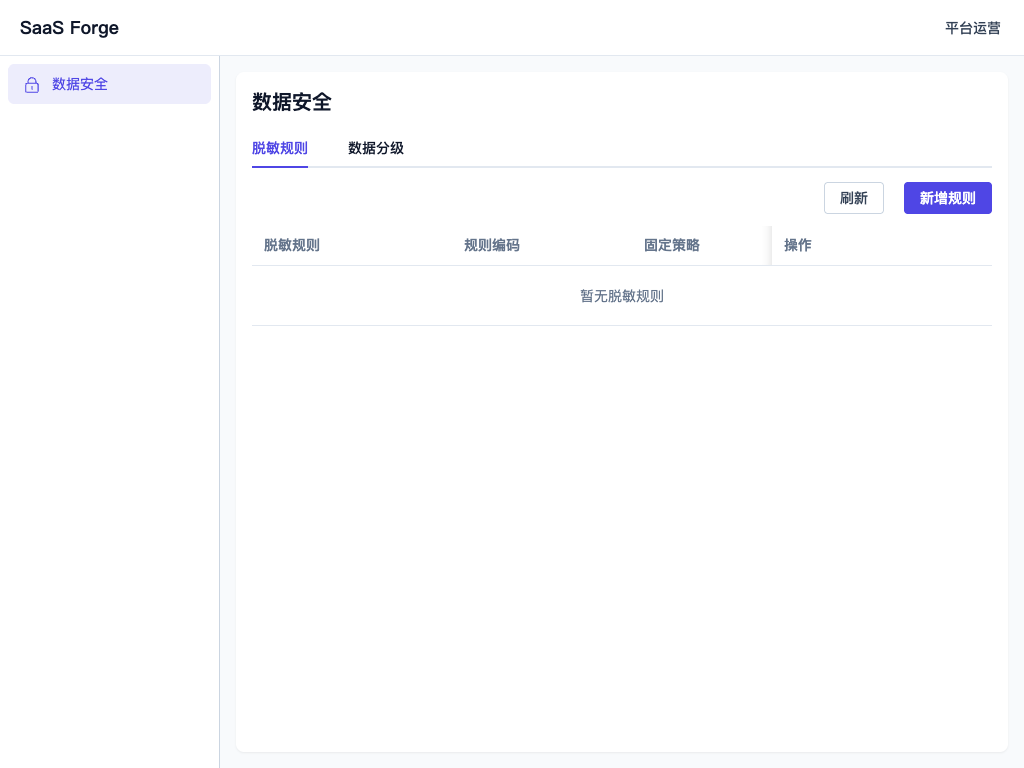 SaaS Forge
平台运营
数据安全
数据安全
脱敏规则 数据分级
刷新 新增规则
脱敏规则 规则编码 固定策略 操作
暂无脱敏规则